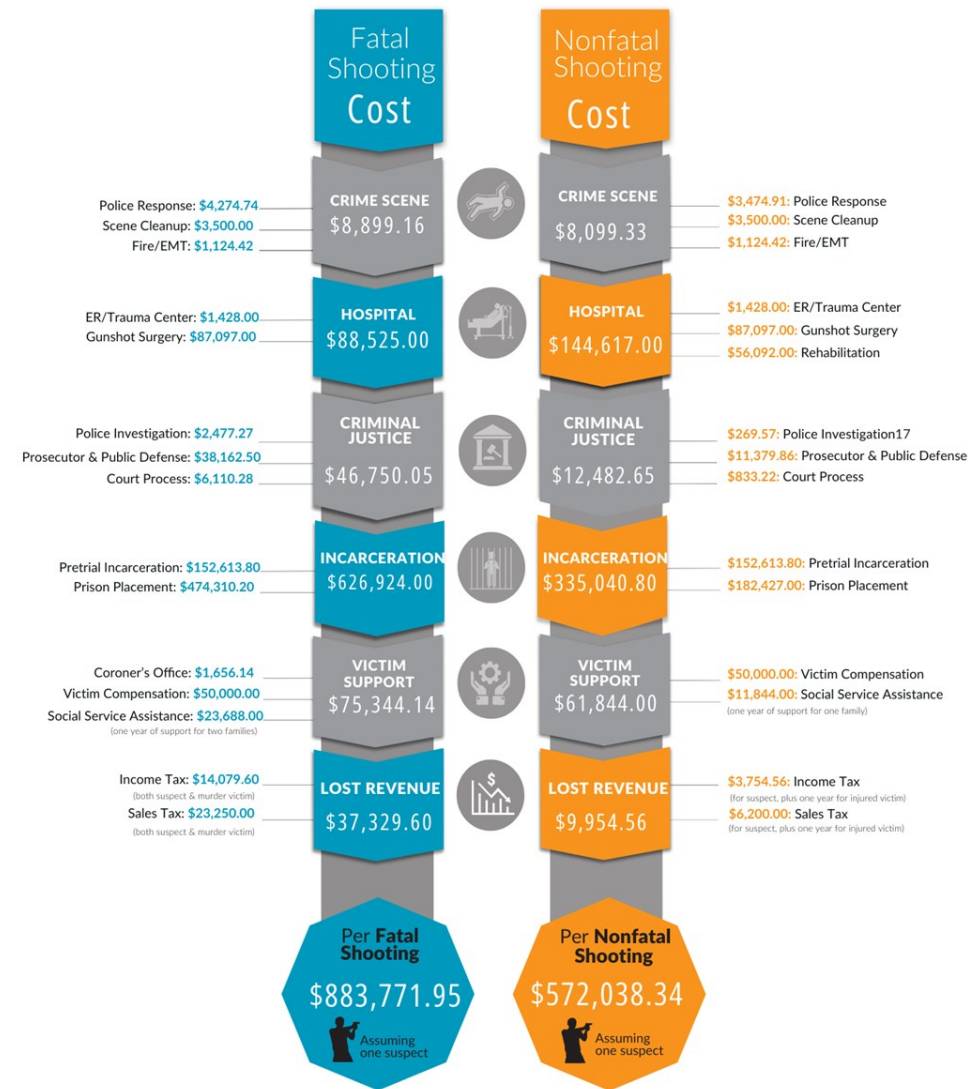 Fatal
Shooting
Cost
Police Response: $4,274.74
Scene Cleanup: $3,500.00
Fire/EMT: $1,124.42
CRIME SCENE
$8,899.16
ER/Trauma Center: $1,428.00
Gunshot Surgery: $87,097.00
HOSPITAL
$88,525.00
Police Investigation: $2,477.27
Prosecutor & Public Defense: $38,162.50
Court Process: $6,110.28
CRIMINAL
JUSTICE
$46,750.05
Pretrial Incarceration: $152,613.80
Prison Placement: $474,310.20
INCARCERATION
$626,924.00
Coroner's Office: $1,656.14
Victim Compensation: $50,000.00
Social Service Assistance: $23,688.00
(one year of support for two families)
VICTIM
SUPPORT
$75,344.14
Income Tax: $14,079.60
(both suspect & murder victim)
Sales Tax: $23,250.00
(both suspect & murder victim)
LOST REVENUE
$37,329.60
Per Fatal
Shooting
$883,771.95
Assuming
one suspect
Nonfatal
Shooting
Cost
CRIME SCENE
$8,099.33
$3,474.91: Police Response
$3,500.00: Scene Cleanup
$1,124.42: Fire/EMT
HOSPITAL
$144,617.00
$1,428.00: ER/Trauma Center
$87,097.00: Gunshot Surgery
$56,092.00: Rehabilitation
CRIMINAL
JUSTICE
$12,482.65
$269.57: Police Investigation17
$11,379.86: Prosecutor & Public Defense
$833.22: Court Process
INCARCERATION
$335,040.80
$152,613.80: Pretrial Incarceration
$182,427.00: Prison Placement
VICTIM
SUPPORT
$61,844.00
$50,000.00: Victim Compensation
$11,844.00: Social Service Assistance
(one year of support for one family)
$
LOST REVENUE
$9,954.56
$3,754.56: Income Tax
(for suspect, plus one year for injured victim)
$6,200.00: Sales Tax
(for suspect, plus one year for injured victim)
Per Nonfatal
Shooting
$572,038.34
Assuming
one suspect